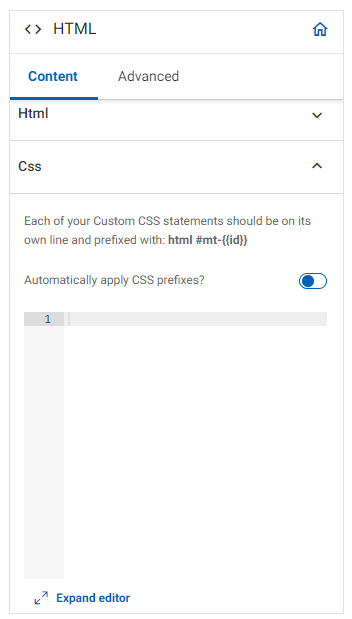 <> HTML
Content Advanced
Html
Css
Each of your Custom CSS statements should be on its
own line and prefixed with: html #mt-{{id}}
Automatically apply CSS prefixes?
1
Expand editor